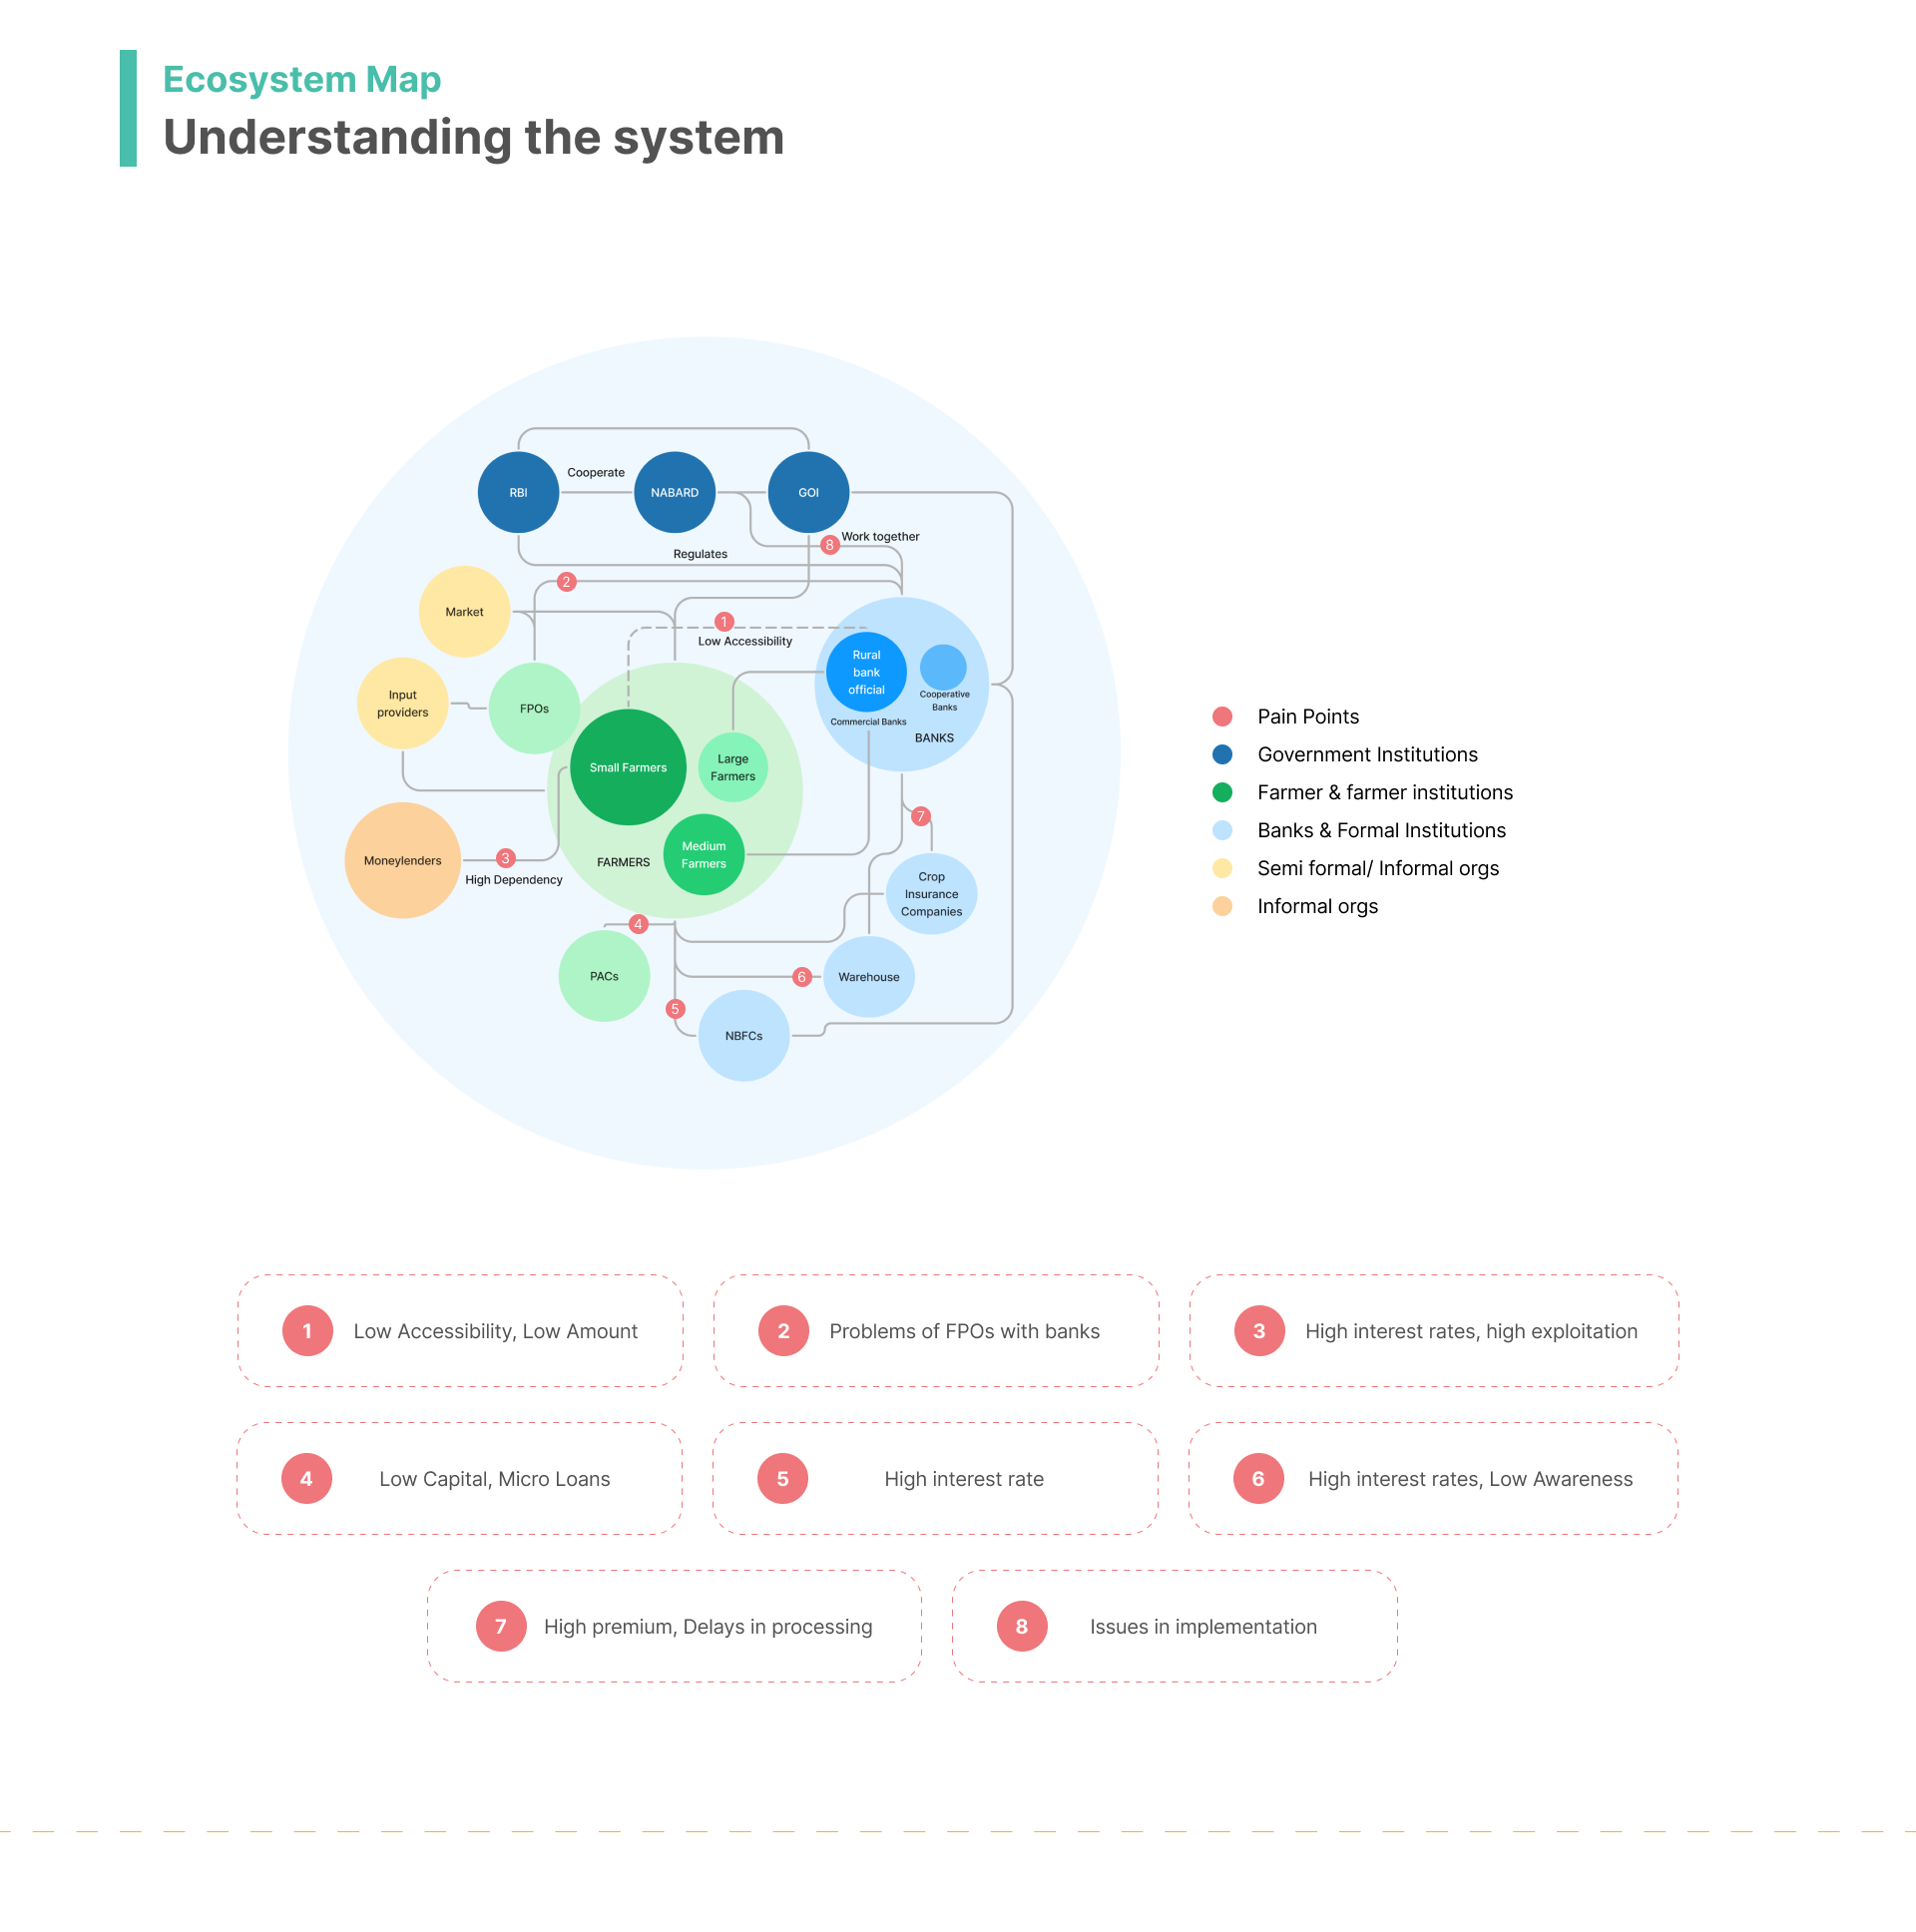 Ecosystem Map
Understanding the system
RBI
Cooperate
NABARD
GOI
8
Work together
Regulates
2
Market
1
Low Accessibility
Rural
bank
official
Cooperative
Banks
Commercial Banks
BANKS
Input
providers
FPOs
Small Farmers
Large
Farmers
Medium
Farmers
FARMERS
Moneylenders
3
High Dependency
7
Crop
Insurance
Companies
4
PACs
6
Warehouse
5
NBFCs
Pain Points
Government Institutions
Farmer & farmer institutions
Banks & Formal Institutions
Semi formal/ Informal orgs
Informal orgs
1 Low Accessibility, Low Amount
2 Problems of FPOs with banks
3 High interest rates, high exploitation
4 Low Capital, Micro Loans
5 High interest rate
6 High interest rates, Low Awareness
7 High premium, Delays in processing
8 Issues in implementation